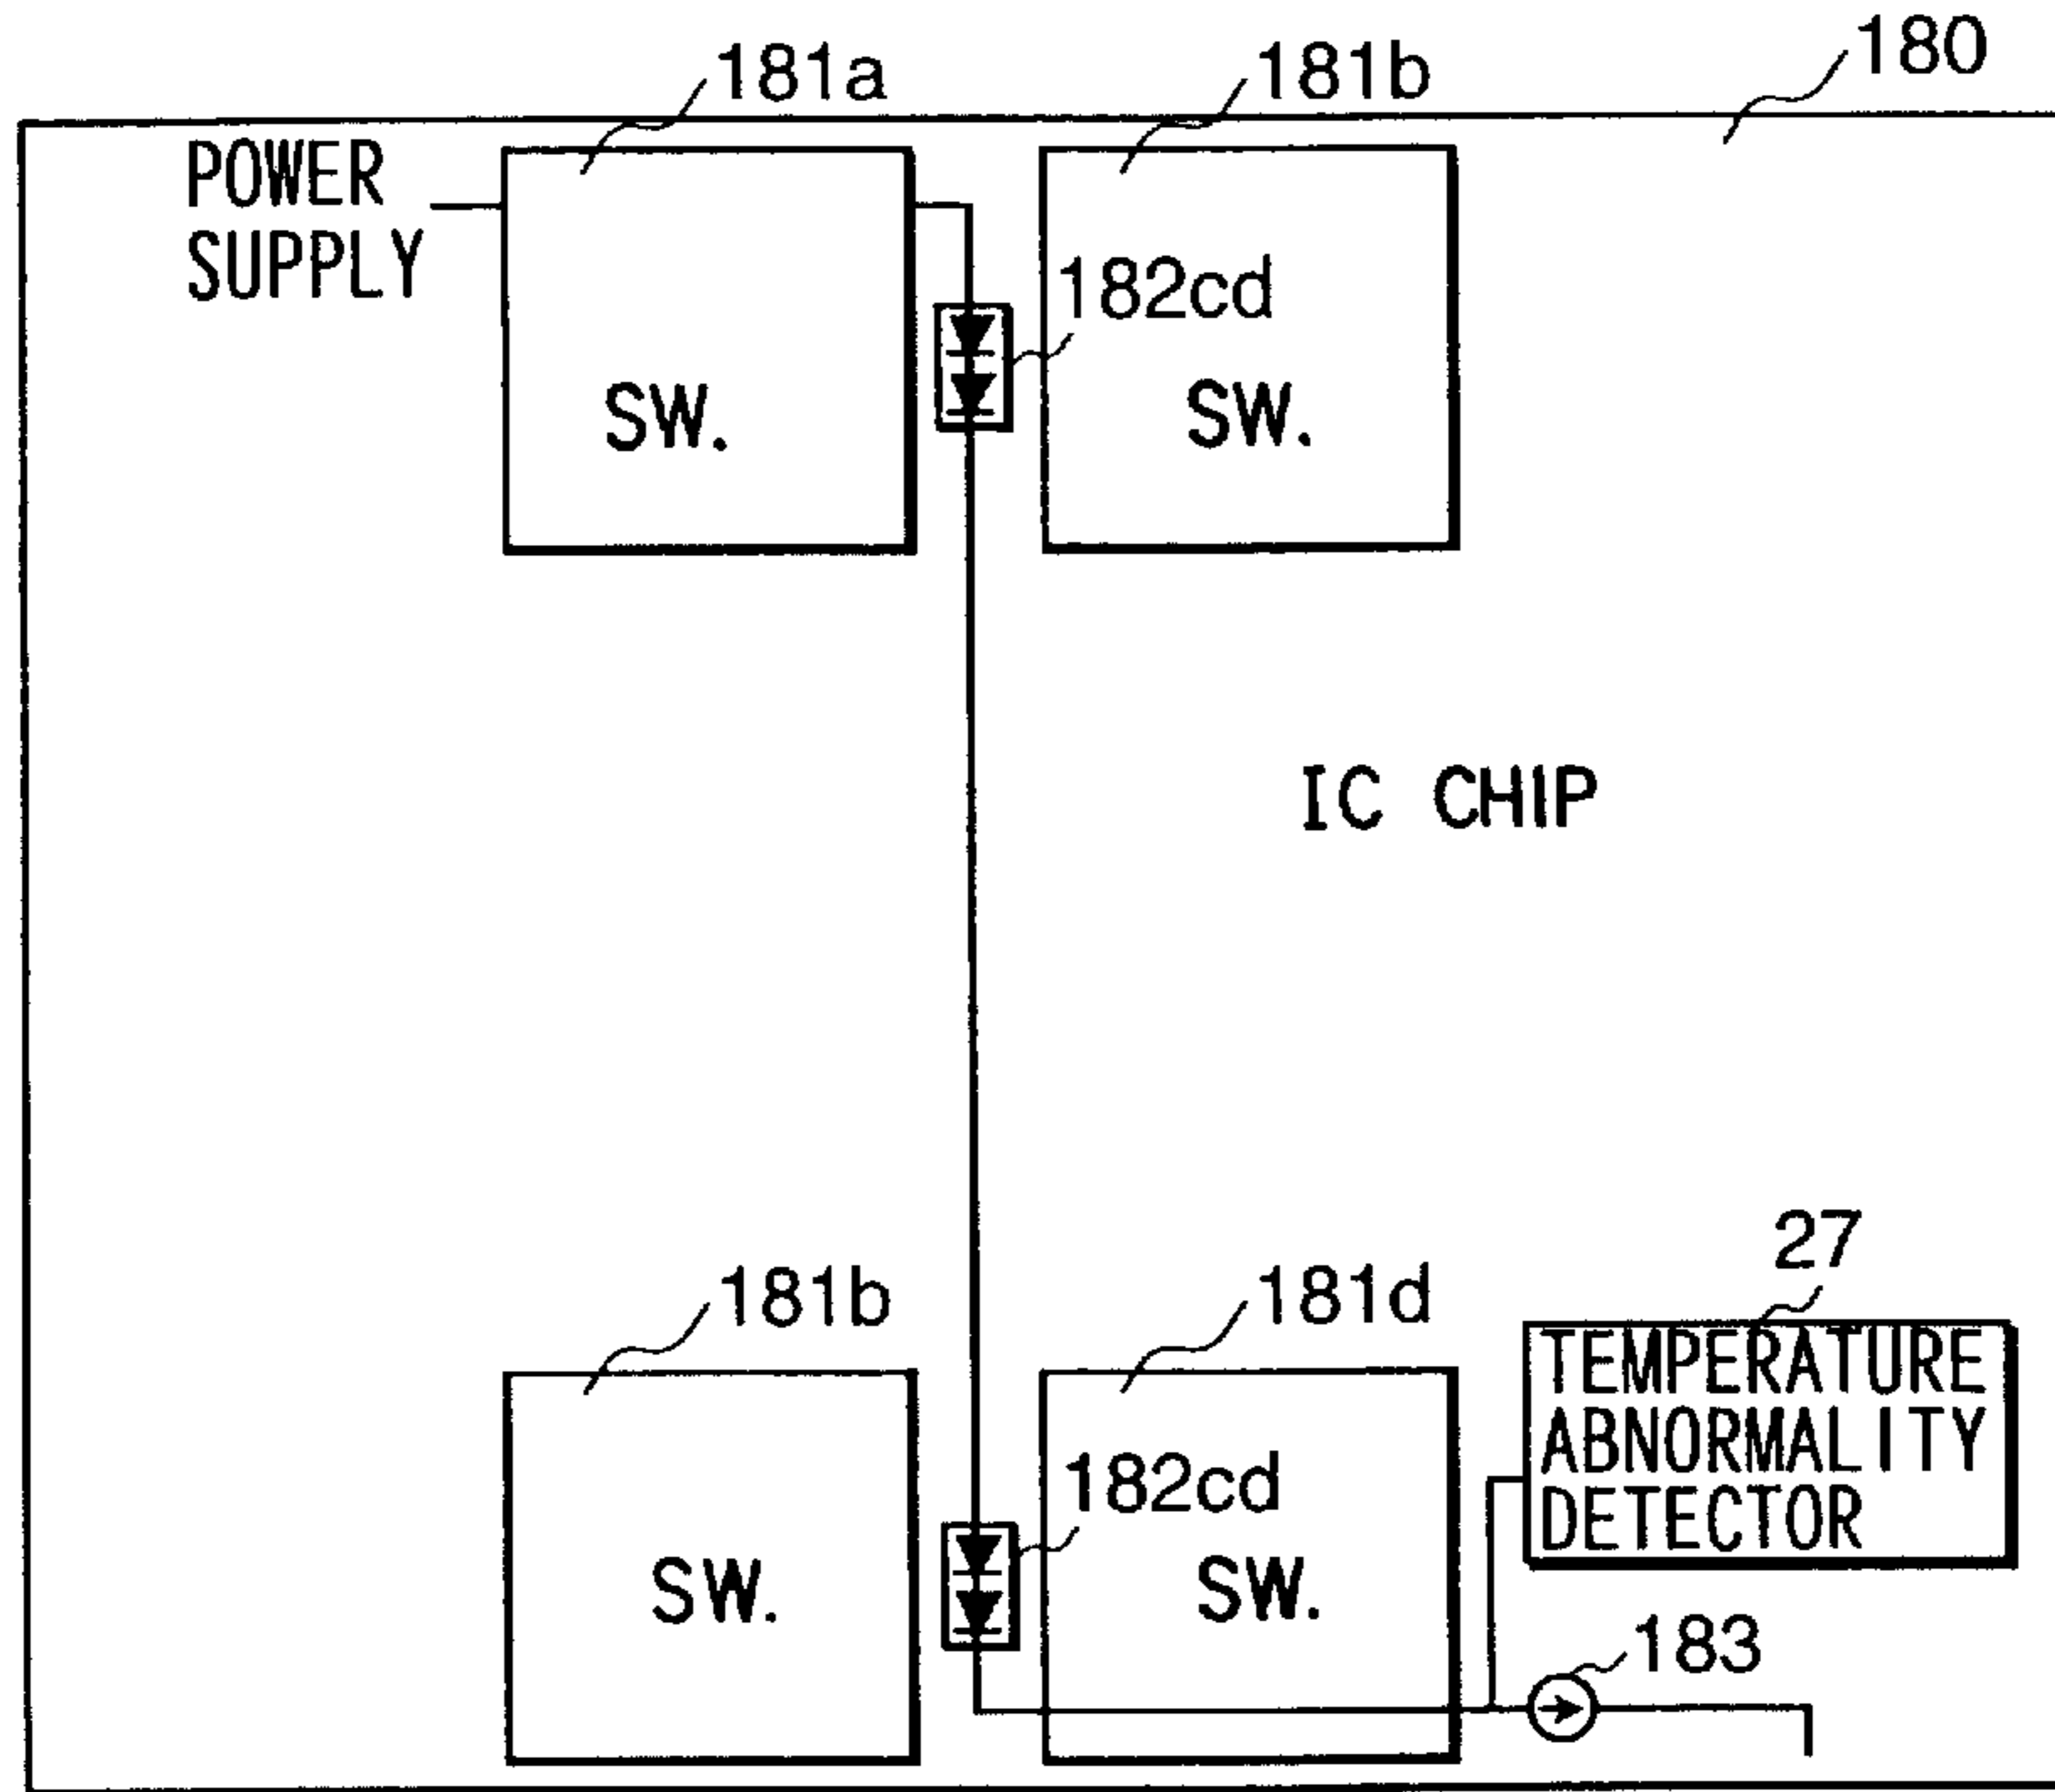 181a
181b
180
POWER
SUPPLY
182cd
SW.
SW.
IC CHIP
27
181b
181d
TEMPERATURE
ABNORMALITY
DETECTOR
182cd
SW.
SW.
183